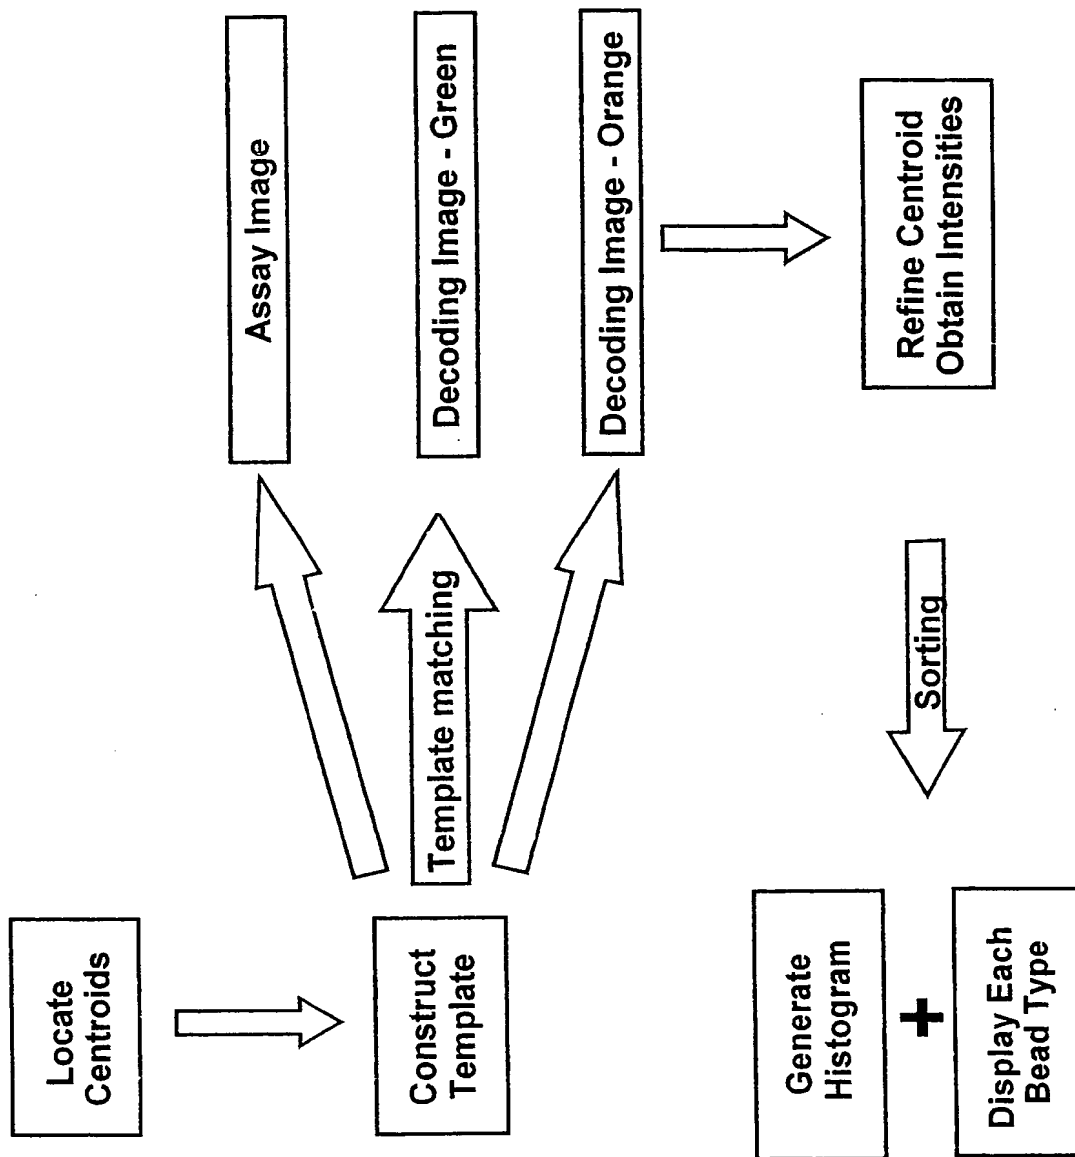 Locate
Centroids
Construct
Template
Template matching
Assay Image
Decoding Image - Green
Decoding Image - Orange
Refine Centroid
Obtain Intensities
Sorting
Generate
Histogram
+
Display Each
Bead Type